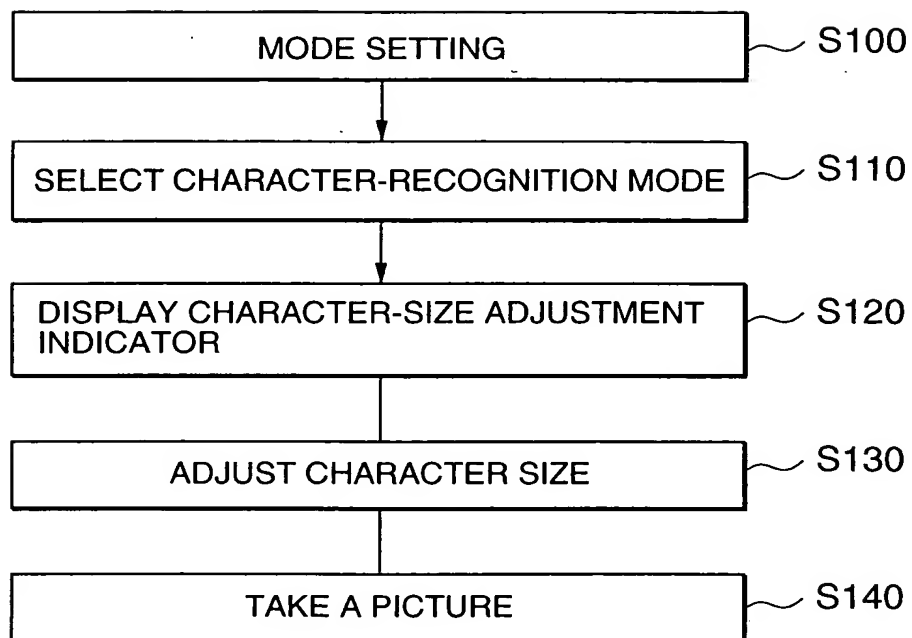 MODE SETTING
S100
SELECT CHARACTER-RECOGNITION MODE
S110
DISPLAY CHARACTER-SIZE ADJUSTMENT
INDICATOR
S120
ADJUST CHARACTER SIZE
S130
TAKE A PICTURE
S140